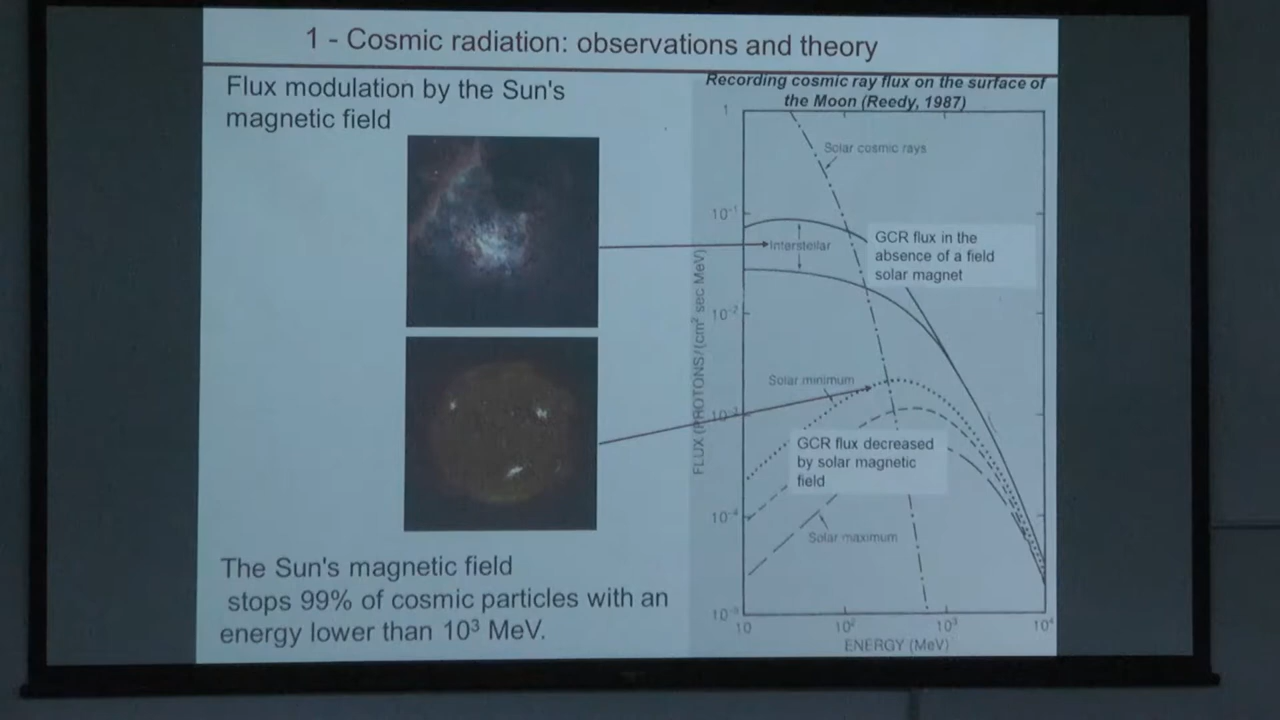 1 - Cosmic radiation: observations and theory
Flux modulation by the Sun's
magnetic field
Recording cosmic ray flux on the surface of
the Moon (Reedy, 1987)
1
Solar cosmic rays
10⁻¹
GCR flux in the
absence of a field
solar magnet
Interstellar
10⁻²
FLUX (PROTONS/(cm² sec MeV)
Solar minimum
10⁻³
GCR flux decreased
by solar magnetic
field
10⁻⁴
Solar maximum
10 10² 10³ 10⁴
ENERGY (MeV)
The Sun's magnetic field
stops 99% of cosmic particles with an
energy lower than 10³ MeV.